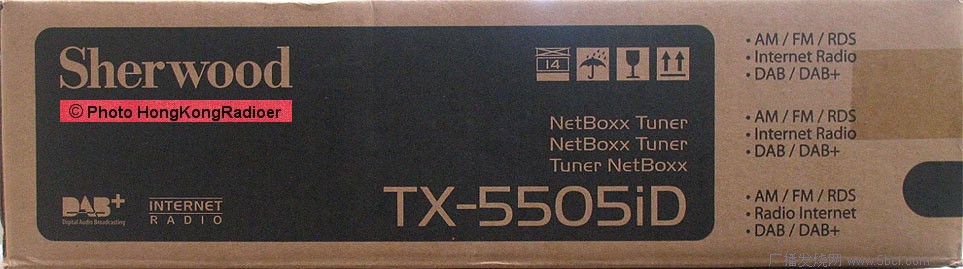 Sherwood
© Photo HongKongRadioer
14
NetBoxx Tuner
NetBoxx Tuner
Tuner NetBoxx
TX-5505iD
DAB+
Digital Audio Broadcasting
INTERNET
RADIO
• AM / FM / RDS
• Internet Radio
• DAB / DAB+
• AM / FM / RDS
• Internet Radio
• DAB / DAB+
• AM / FM / RDS
• Radio Internet
• DAB / DAB+
广播发烧网 www.5bcl.com